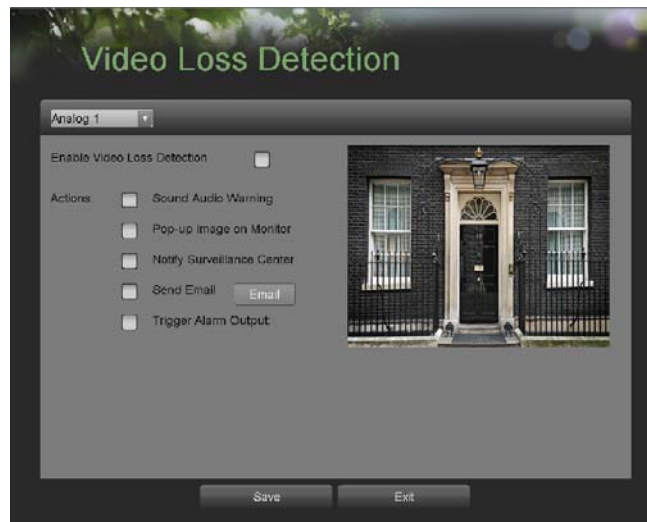 Video Loss Detection
Analog 1
Enable Video Loss Detection
Actions:
Sound Audio Warning
Pop-up Image on Monitor
Notify Surveillance Center
Send Email
Email
Trigger Alarm Output:
Save
Exit